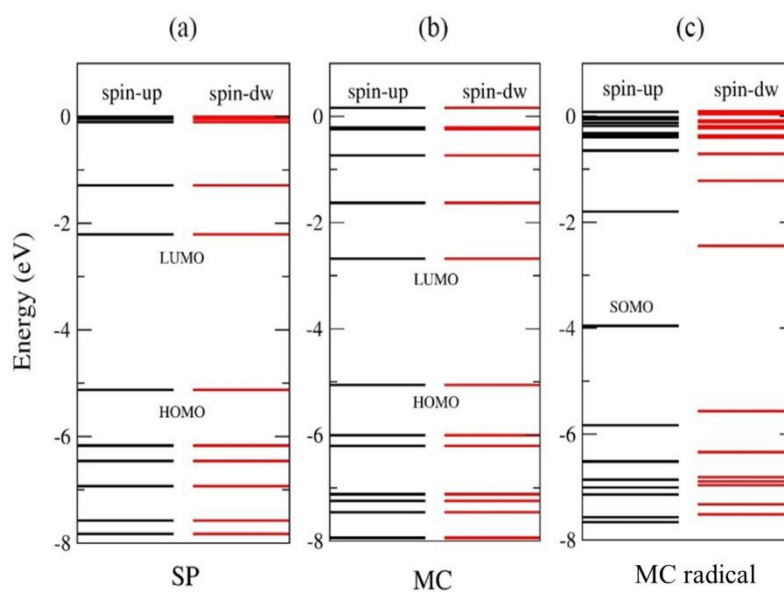 (a) (b) (c)
spin-up spin-dw spin-up spin-dw spin-up spin-dw
0 0 0
-2 -2 -2
LUMO LUMO
SOMO
Energy (eV)
-4 -4 -4
HOMO HOMO
-6 -6 -6
-8 -8 -8
SP MC MC radical